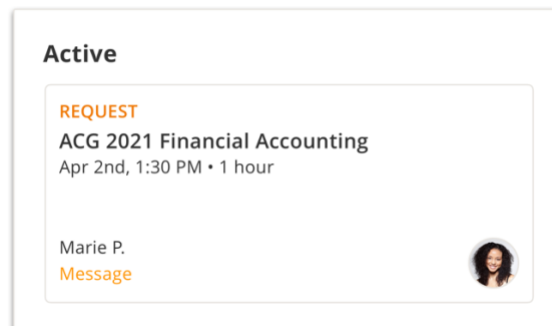 Active
REQUEST
ACG 2021 Financial Accounting
Apr 2nd, 1:30 PM • 1 hour
Marie P.
Message